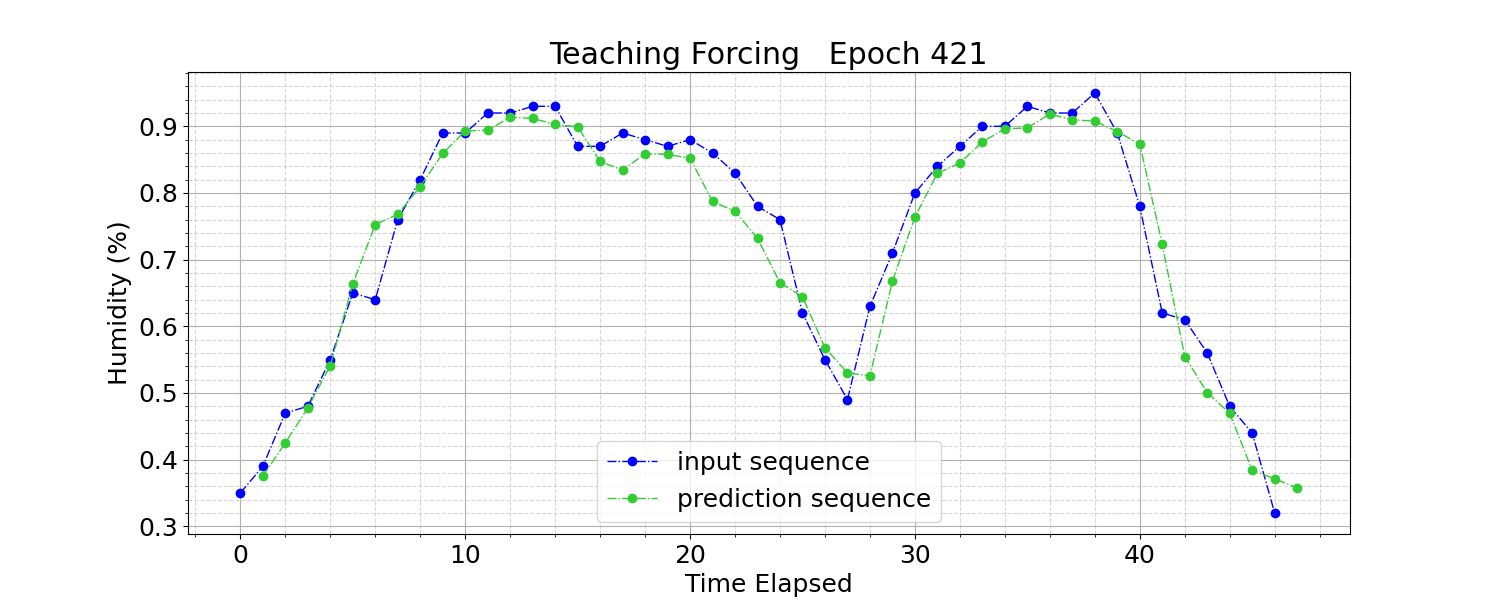 Teaching Forcing   Epoch 421
Humidity (%)
0.9
0.8
0.7
0.6
0.5
0.4
0.3
input sequence
prediction sequence
0 10 20 30 40
Time Elapsed